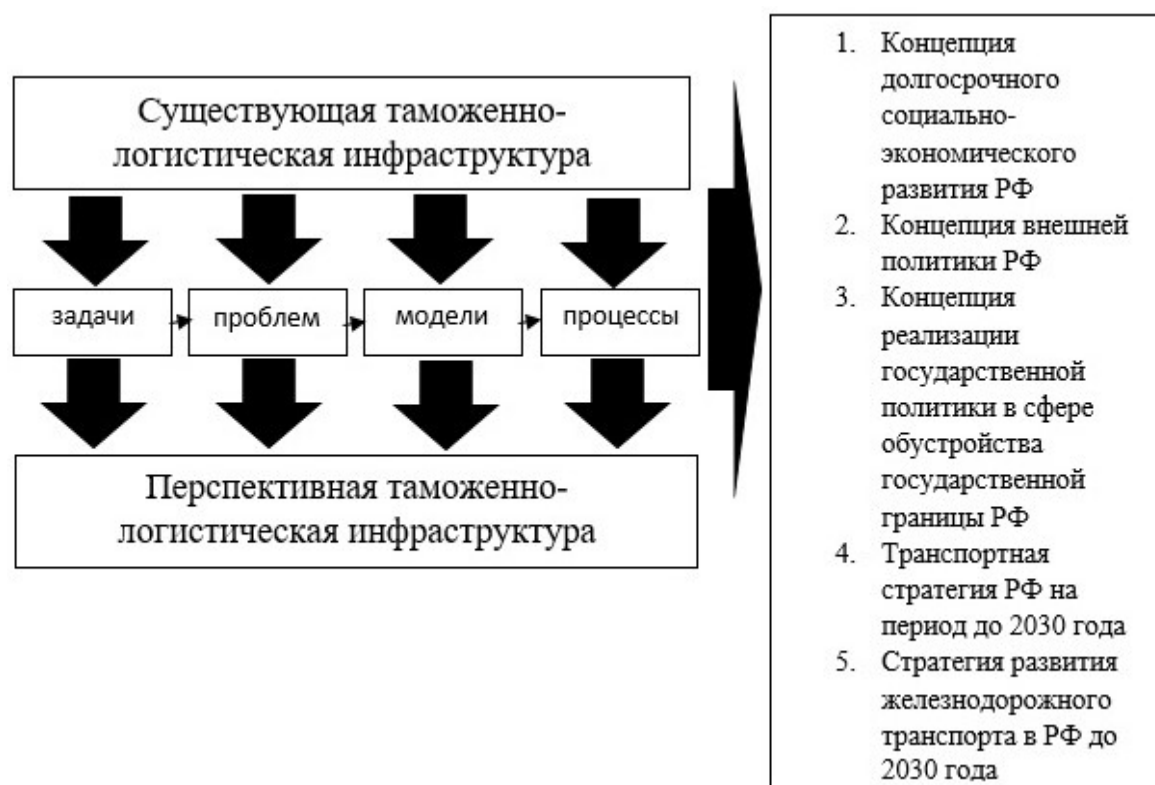 Существующая таможенно-
логистическая инфраструктура
задачи
проблем
модели
процессы
Перспективная таможенно-
логистическая инфраструктура
1. Концепция
долгосрочного
социально-
экономического
развития РФ
2. Концепция внешней
политики РФ
3. Концепция
реализации
государственной
политики в сфере
обустройства
государственной
границы РФ
4. Транспортная
стратегия РФ на
период до 2030 года
5. Стратегия развития
железнодорожного
транспорта в РФ до
2030 года